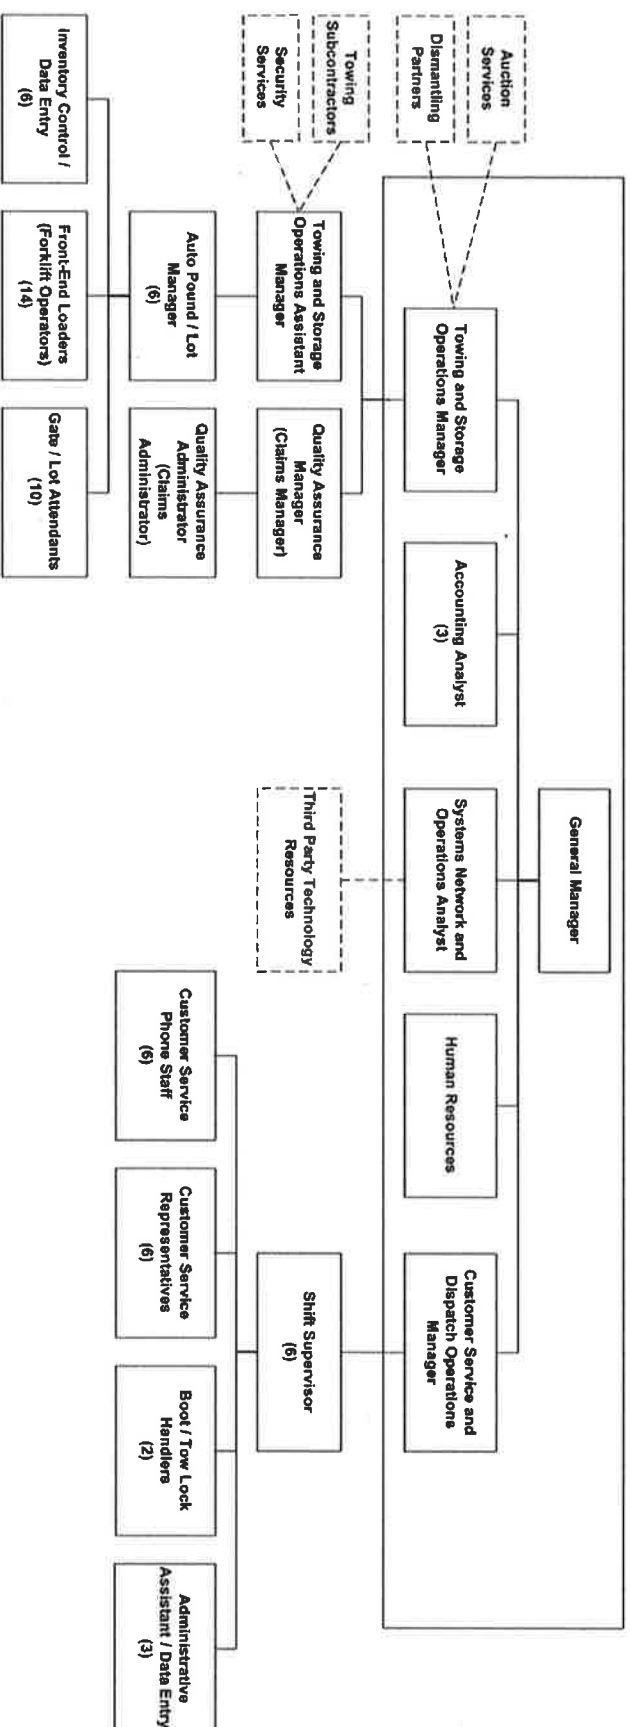 General Manager
Towing and Storage
Operations Manager
Accounting Analyst
(3)
Systems Network and
Operations Analyst
Human Resources
Customer Service and
Dispatch Operations
Manager
Auction
Services
Dismantling
Partners
Towing
Subcontractors
Security
Services
Towing and Storage
Operations Assistant
Manager
Quality Assurance
Manager
(Claims Manager)
Third Party Technology
Resources
Shift Supervisor
(6)
Auto Pound / Lot
Manager
(6)
Quality Assurance
Administrator
(Claims
Administrator)
Customer Service
Phone Staff
(6)
Customer Service
Representatives
(6)
Boot / Tow Lock
Handlers
(2)
Administrative
Assistant / Data Entry
(3)
Inventory Control /
Data Entry
(6)
Front-End Loaders
(Forklift Operators)
(14)
Gate / Lot Attendants
(10)